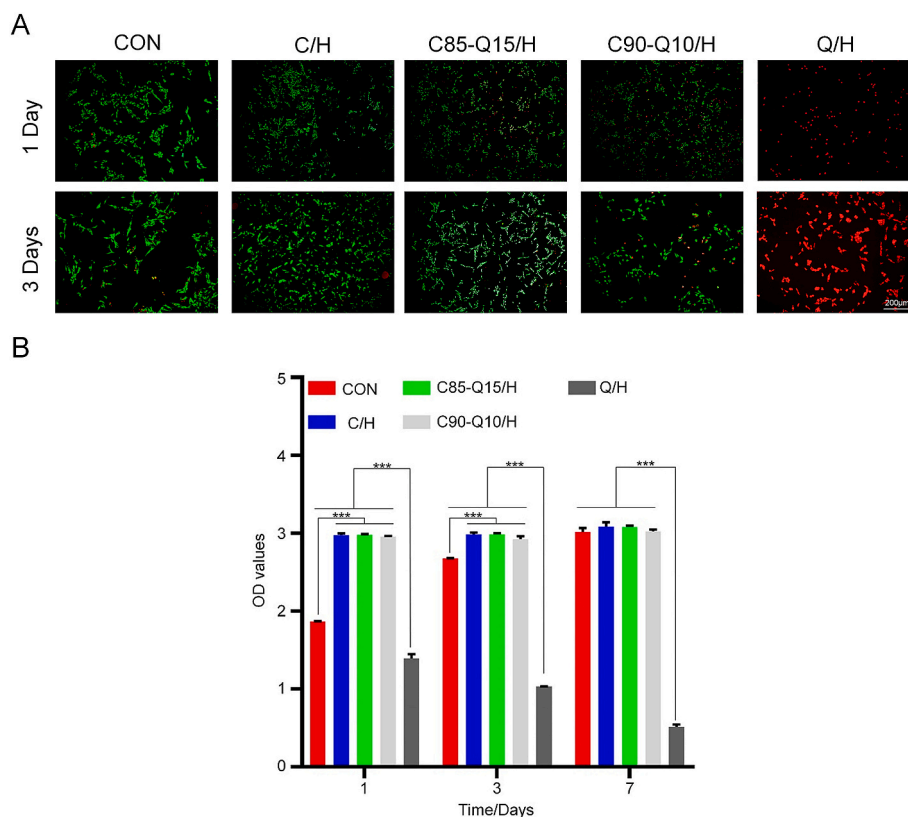 A
CON C/H C85-Q15/H C90-Q10/H Q/H
1 Day
3 Days
200μm
B
5
CON C85-Q15/H Q/H
C/H C90-Q10/H
4
*** *** ***
3
*** ***
2
1
0
OD values
1 3 7
Time/Days